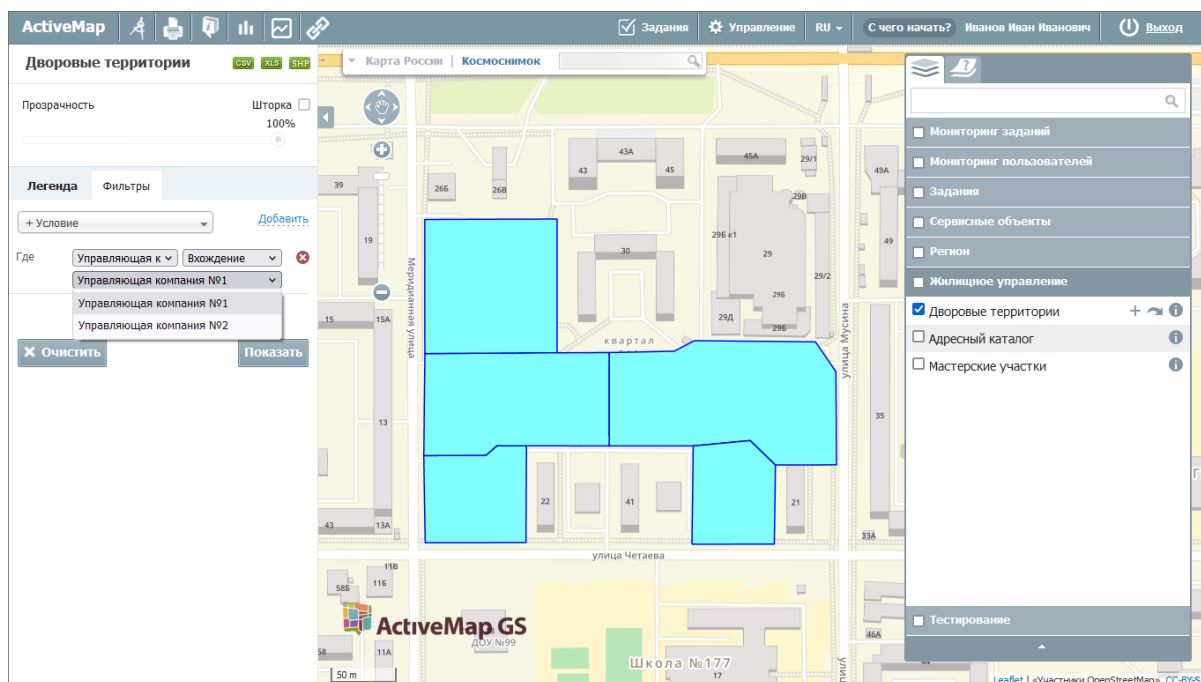 ActiveMap
Задания
Управление
RU
С чего начать?
Иванов Иван Иванович
Выход
Дворовые территории
CSV
XLS
SHP
Прозрачность
Шторка
100%
Легенда
Фильтры
+ Условие
Добавить
Где
Управляющая к
Вхождение
Управляющая компания №1
Управляющая компания №1
Управляющая компания №2
Очистить
Показать
Карта России | Космоснимок
43А
43
45
45А
29/1
49А
39
26Б
26В
29В
19
29Б к1
30
29
49
29/2
29Б
15
15А
29Д
29Б
Меридианная улица
квартал
улица Мусина
13
35
22
41
21
43
13А
33А
улица Четаева
11В
58Б
11Б
ActiveMap GS
ДОУ №99
58
11А
46А
Школа №177
17
44
50 m
Мониторинг заданий
Мониторинг пользователей
Задания
Сервисные объекты
Регион
Жилищное управление
Дворовые территории
Адресный каталог
Мастерские участки
Тестирование
Leaflet | «Участники OpenStreetMap», CC-BY-S